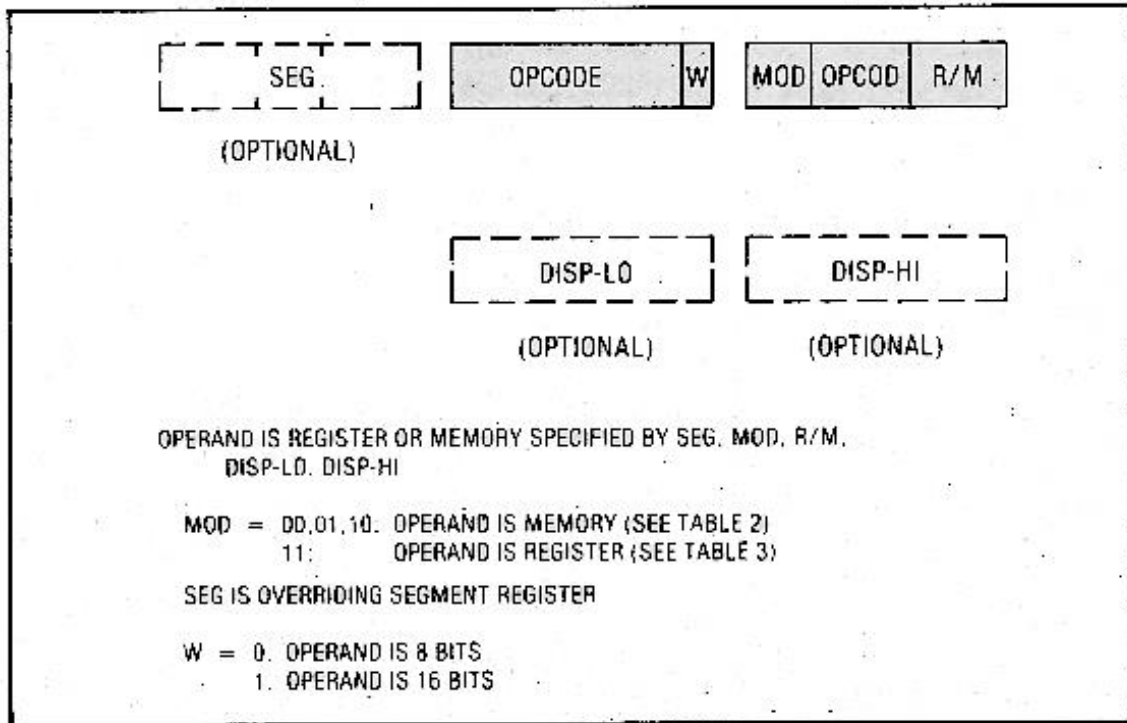 SEG OPCODE W MOD OPCOD R/M
(OPTIONAL)
DISP-LO DISP-HI
(OPTIONAL) (OPTIONAL)
OPERAND IS REGISTER OR MEMORY SPECIFIED BY SEG, MOD, R/M,
DISP-LO, DISP-HI
MOD = 00,01,10: OPERAND IS MEMORY (SEE TABLE 2)
11: OPERAND IS REGISTER (SEE TABLE 3)
SEG IS OVERRIDING SEGMENT REGISTER
W = 0: OPERAND IS 8 BITS
1: OPERAND IS 16 BITS